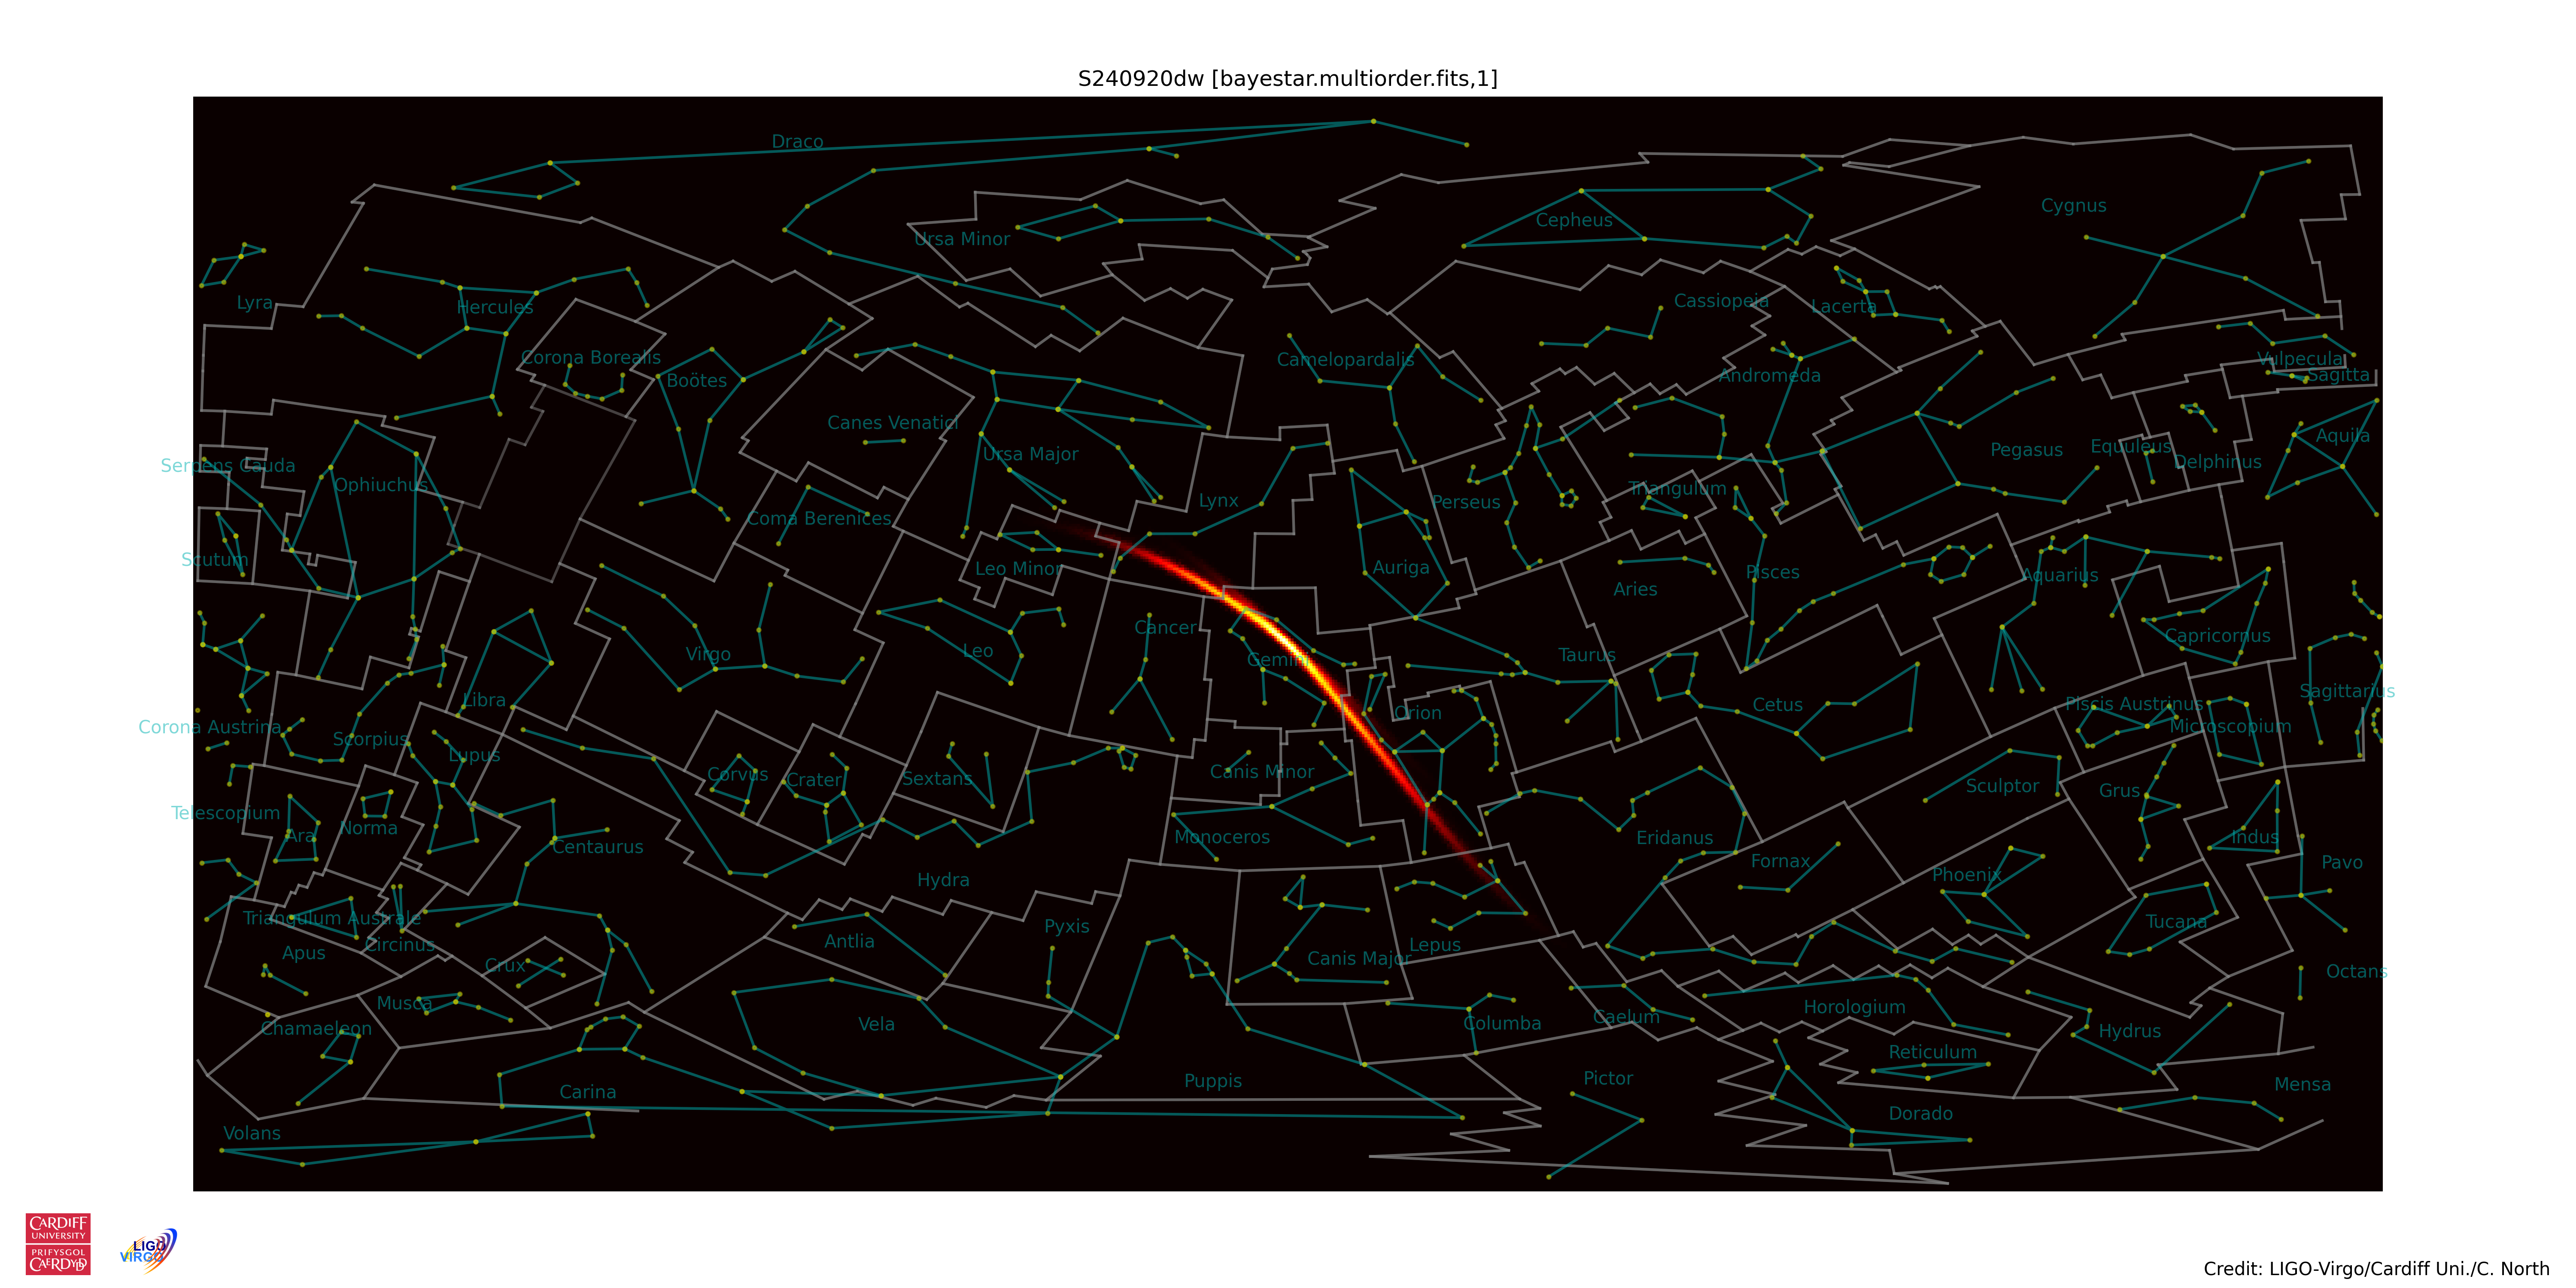 S240920dw [bayestar.multiorder.fits,1]
Draco
Cygnus
Cepheus
Ursa Minor
Lyra
Hercules
Cassiopeia
Lacerta
Corona Borealis
Boötes
Camelopardalis
Andromeda
Vulpecula
Sagitta
Canes Venatici
Ursa Major
Pegasus
Equuleus
Delphinus
Aquila
Serpens Cauda
Ophiuchus
Coma Berenices
Lynx
Perseus
Triangulum
Scutum
Leo Minor
Auriga
Aries
Pisces
Aquarius
Virgo
Leo
Cancer
Gemini
Taurus
Capricornus
Libra
Orion
Cetus
Piscis Austrinus
Sagittarius
Corona Austrina
Scorpius
Lupus
Microscopium
Corvus
Crater
Sextans
Canis Minor
Sculptor
Grus
Telescopium
Ara
Norma
Centaurus
Monoceros
Eridanus
Fornax
Indus
Pavo
Hydra
Phoenix
Triangulum Australe
Circinus
Apus
Crux
Antlia
Pyxis
Canis Major
Lepus
Tucana
Octans
Musca
Chamaeleon
Vela
Columba
Caelum
Horologium
Hydrus
Reticulum
Carina
Puppis
Pictor
Mensa
Volans
Dorado
CARDIFF
UNIVERSITY
PRIFYSGOL
CAERDYDD
LIGO
VIRGO
Credit: LIGO-Virgo/Cardiff Uni./C. North